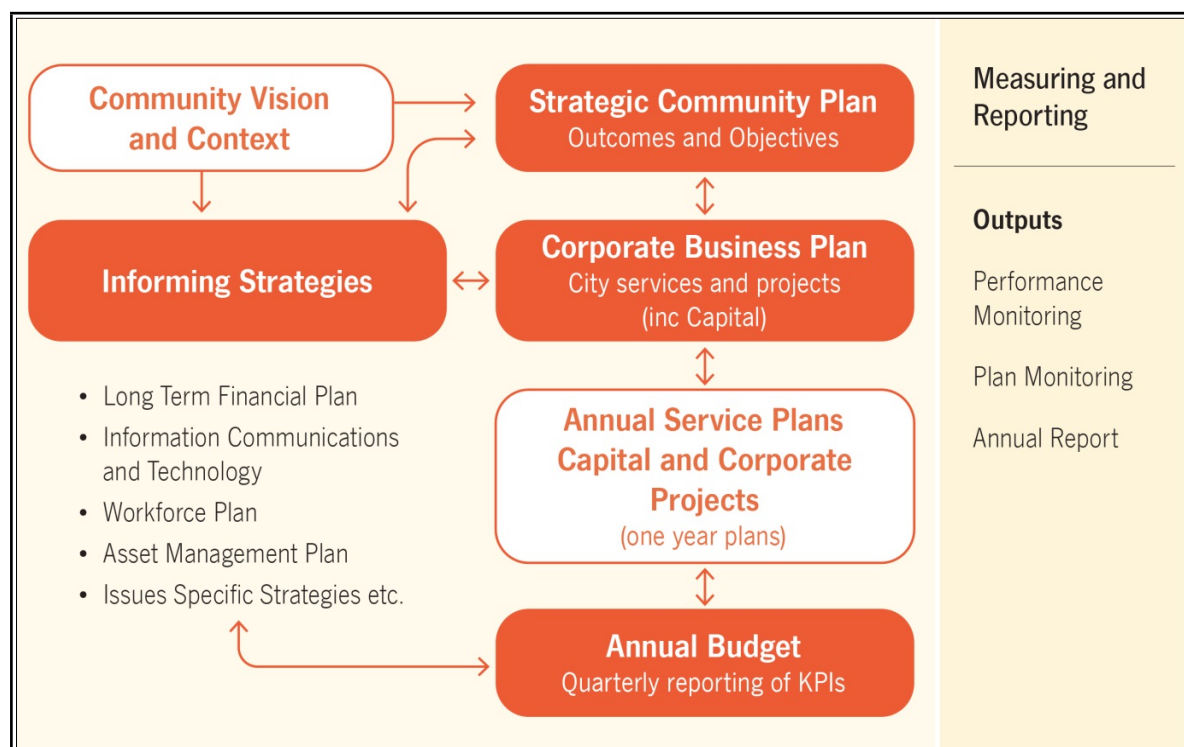 Community Vision
and Context
Strategic Community Plan
Outcomes and Objectives
Informing Strategies
Corporate Business Plan
City services and projects
(inc Capital)
• Long Term Financial Plan
• Information Communications
and Technology
• Workforce Plan
• Asset Management Plan
• Issues Specific Strategies etc.
Annual Service Plans
Capital and Corporate
Projects
(one year plans)
Annual Budget
Quarterly reporting of KPIs
Measuring and
Reporting
Outputs
Performance
Monitoring
Plan Monitoring
Annual Report